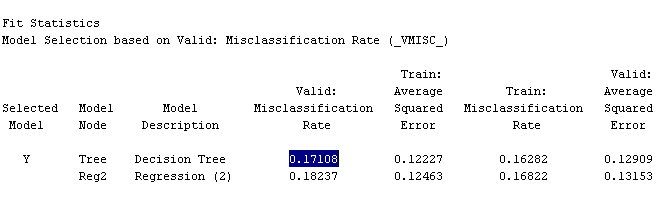 Fit Statistics
Model Selection based on Valid: Misclassification Rate (_VMISC_)
Train: Valid:
Valid: Average Train: Average
Selected Model Model Misclassification Squared Misclassification Squared
Model Node Description Rate Error Rate Error
Y Tree Decision Tree 0.17108 0.12227 0.16282 0.12909
Reg2 Regression (2) 0.18237 0.12463 0.16822 0.13153